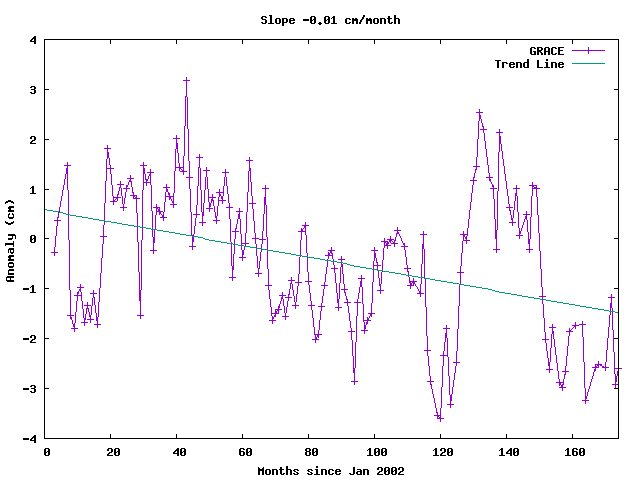 Slope -0.01 cm/month
GRACE
Trend Line
4
3
2
1
0
-1
-2
-3
-4
Anomaly (cm)
0 20 40 60 80 100 120 140 160
Months since Jan 2002